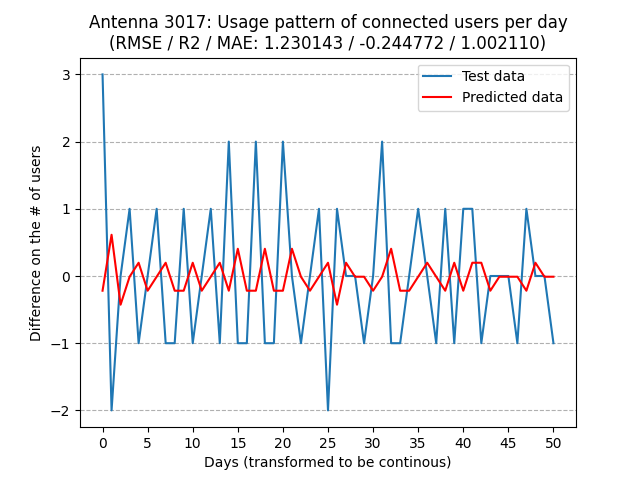 Antenna 3017: Usage pattern of connected users per day
(RMSE / R2 / MAE: 1.230143 / -0.244772 / 1.002110)
Test data
Predicted data
3
2
1
0
−1
−2
Difference on the # of users
0 5 10 15 20 25 30 35 40 45 50
Days (transformed to be continous)